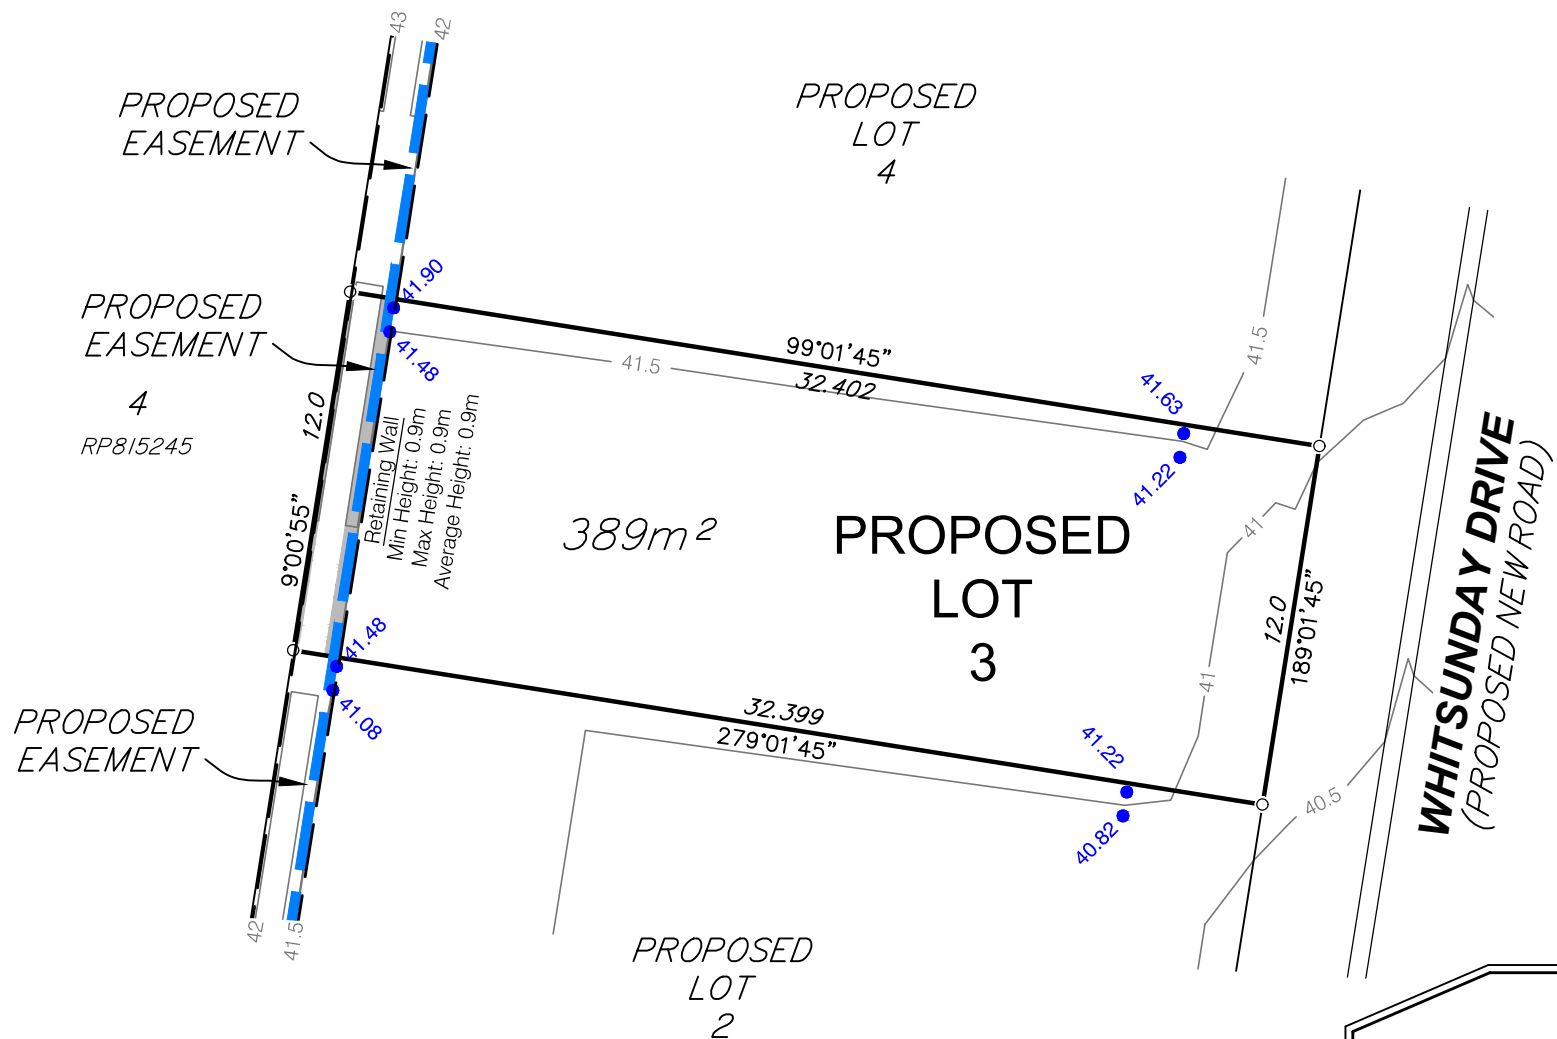 43
42
PROPOSED
EASEMENT
PROPOSED
LOT
4
41.90
PROPOSED
EASEMENT
41.48
41.5
99°01'45"
32.402
41.5
41.63
41.22
4
RP815245
12.0
9°00'55"
Retaining Wall
Min Height: 0.9m
Max Height: 0.9m
Average Height: 0.9m
389m²
PROPOSED
LOT
3
41
41
12.0
189°01'45"
WHITSUNDAY DRIVE
(PROPOSED NEW ROAD)
41.48
41.08
PROPOSED
EASEMENT
32.399
279°01'45"
41.22
40.82
40.5
42
41.5
PROPOSED
LOT
2